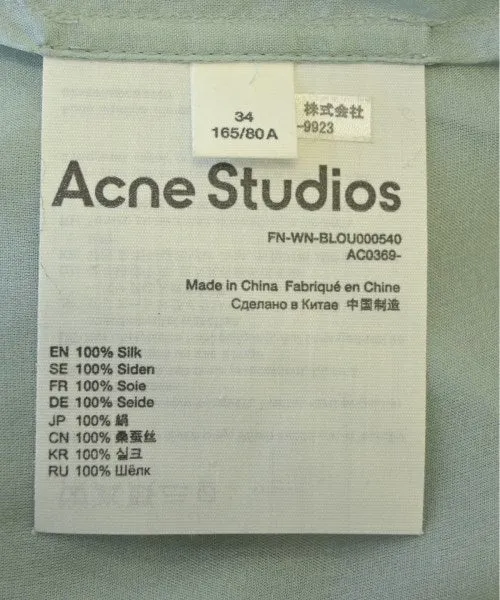 34
165/80A
株式会社
-9923
Acne Studios
FN-WN-BLOU000540
AC0369-
Made in China Fabriqué en Chine
Сделано в Китае 中国制造
EN 100% Silk
SE 100% Siden
FR 100% Soie
DE 100% Seide
JP 100% 絹
CN 100% 桑蚕丝
KR 100% 실크
RU 100% Шёлк